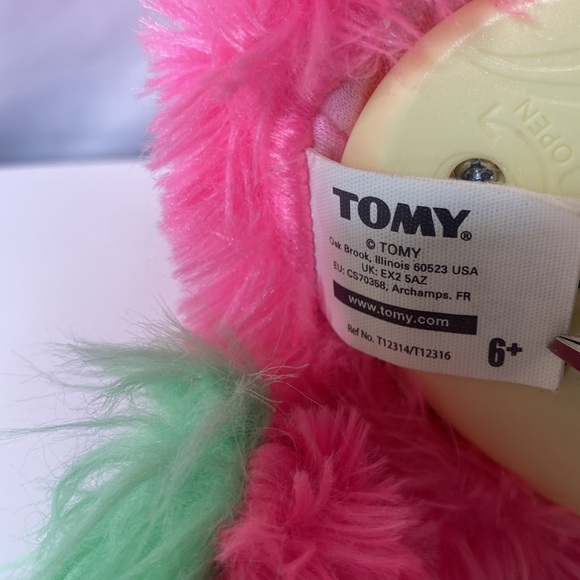 OPEN
TOMY®
© TOMY
Oak Brook, Illinois 60523 USA
UK: EX2 5AZ
EU: CS70358, Archamps. FR
www.tomy.com
Ref No. T12314/T12316
6+